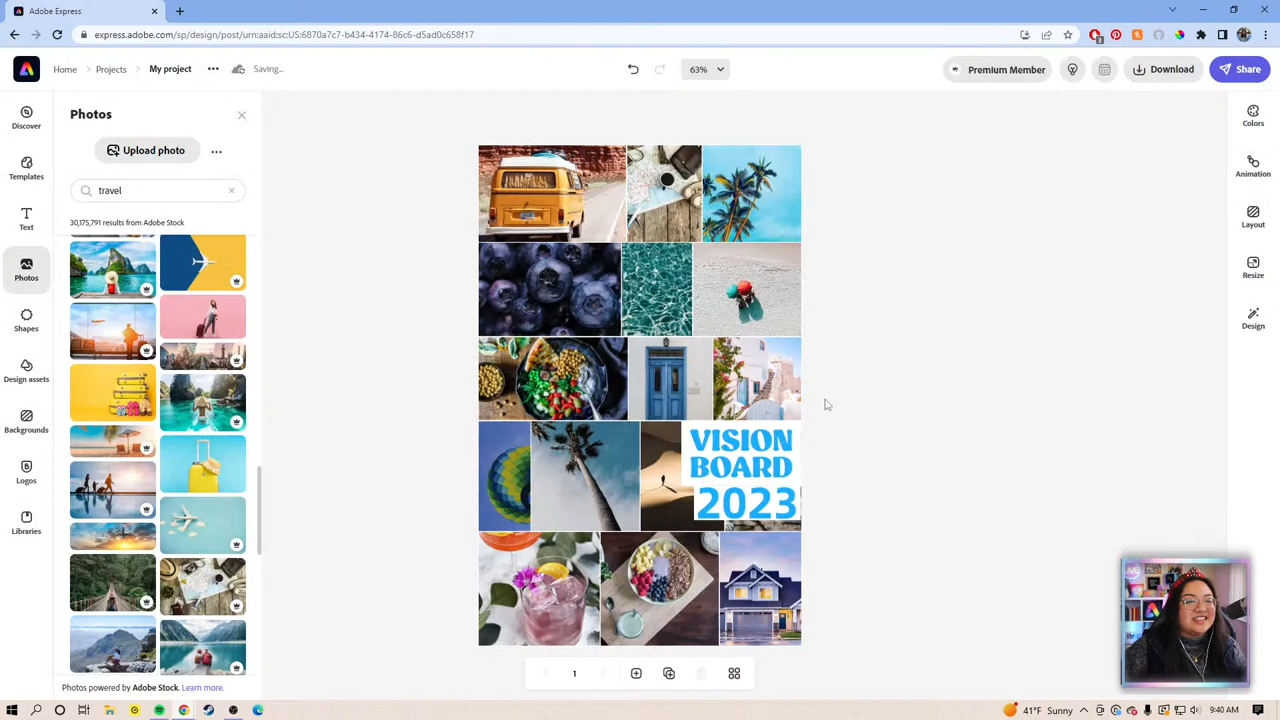 Adobe Express
express.adobe.com/sp/design/post/urn:aaid:sc:US:6870a7c7-b434-4174-86c6-d5ad0c658f17
3
Home
Projects
My project
Saving...
63%
Premium Member
Download
Share
Discover
Templates
Text
Photos
Shapes
Design assets
Backgrounds
Logos
Libraries
Photos
Upload photo
travel
30,175,791 results from Adobe Stock
Photos powered by Adobe Stock. Learn more.
VISION
BOARD
2023
1
Colors
Animation
Layout
Resize
Design
41°F Sunny
9:40 AM